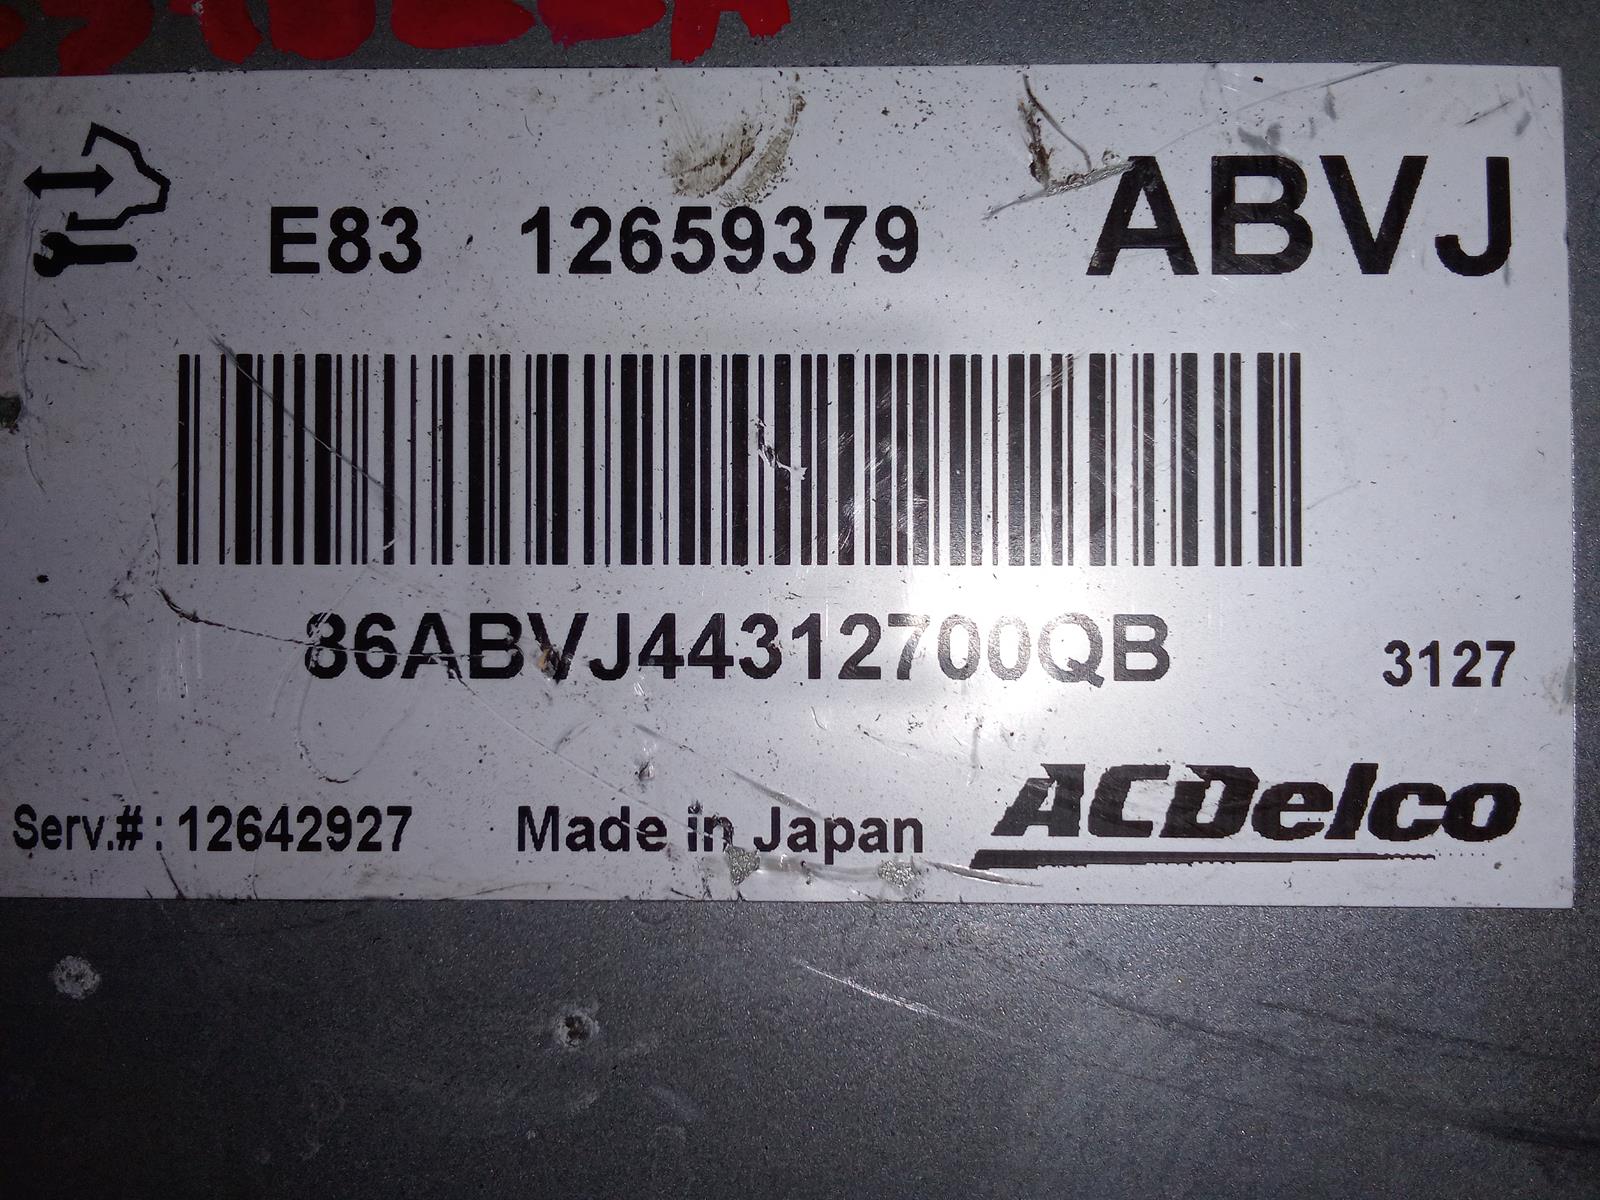 E83 12659379 ABVJ
86ABVJ44312700QB 3127
Serv.#: 12642927 Made in Japan ACDelco